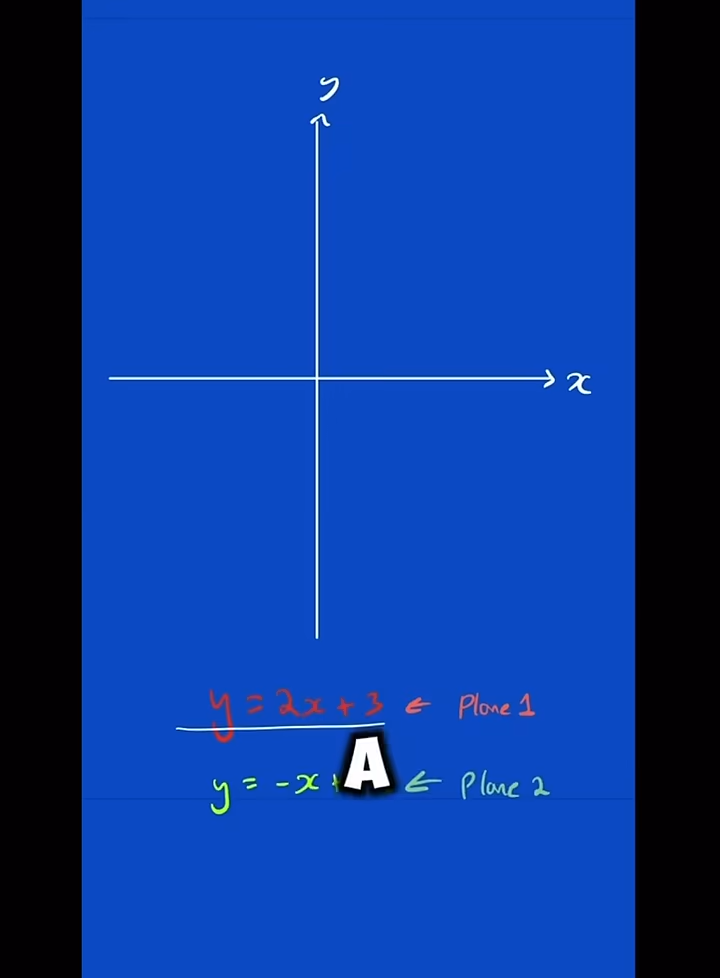 y
x
y = 2x + 3 ← Plane 1
A
y = -x + ← Plane 2